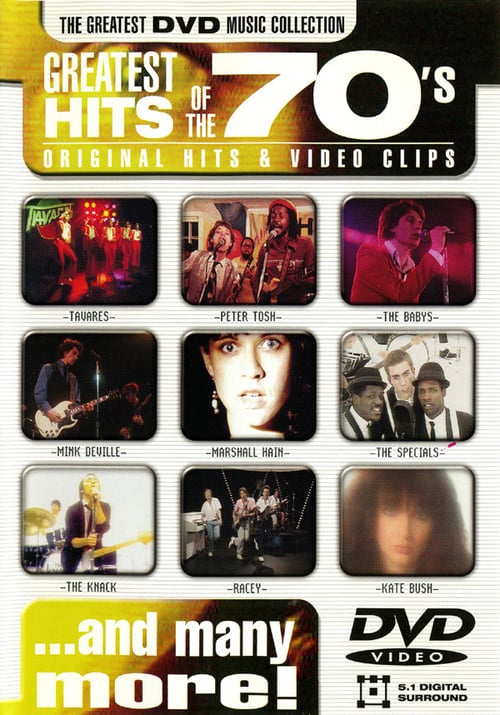 THE GREATEST DVD MUSIC COLLECTION
GREATEST HITS OF THE 70's
ORIGINAL HITS & VIDEO CLIPS
TAVARES
-TAVARES- -PETER TOSH- -THE BABYS-
-MINK DEVILLE- -MARSHALL HAIN- -THE SPECIALS-
-THE KNACK -RACEY- -KATE BUSH-
...and many
more!
DVD
VIDEO
5.1 DIGITAL
SURROUND